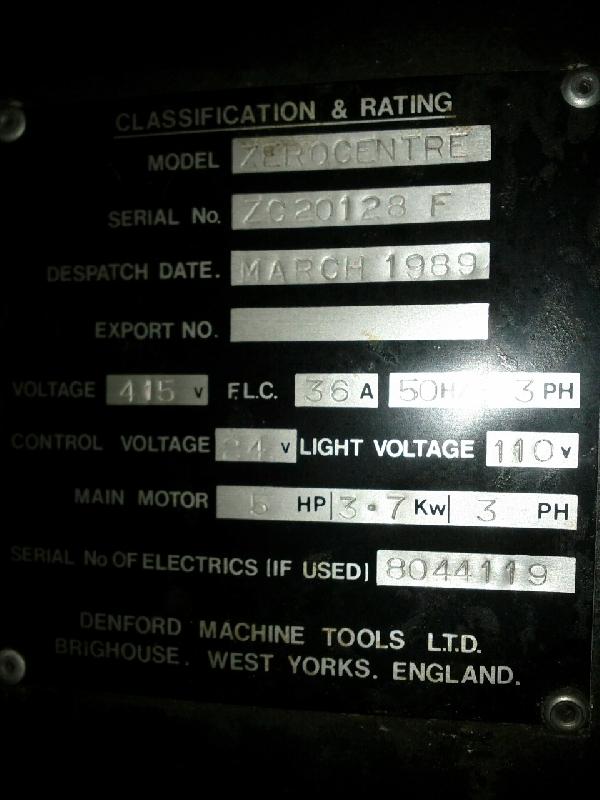 CLASSIFICATION & RATING
MODEL ZEROCENTRE
SERIAL No. ZC20128 F
DESPATCH DATE. MARCH 1989
EXPORT NO.
VOLTAGE 415 V F.L.C. 36 A 50HZ 3 PH
CONTROL VOLTAGE 24 V LIGHT VOLTAGE 110 V
MAIN MOTOR 5 HP 3.7 Kw 3 PH
SERIAL No OF ELECTRICS (IF USED) 8044119
DENFORD MACHINE TOOLS L.T.D.
BRIGHOUSE. WEST YORKS. ENGLAND.